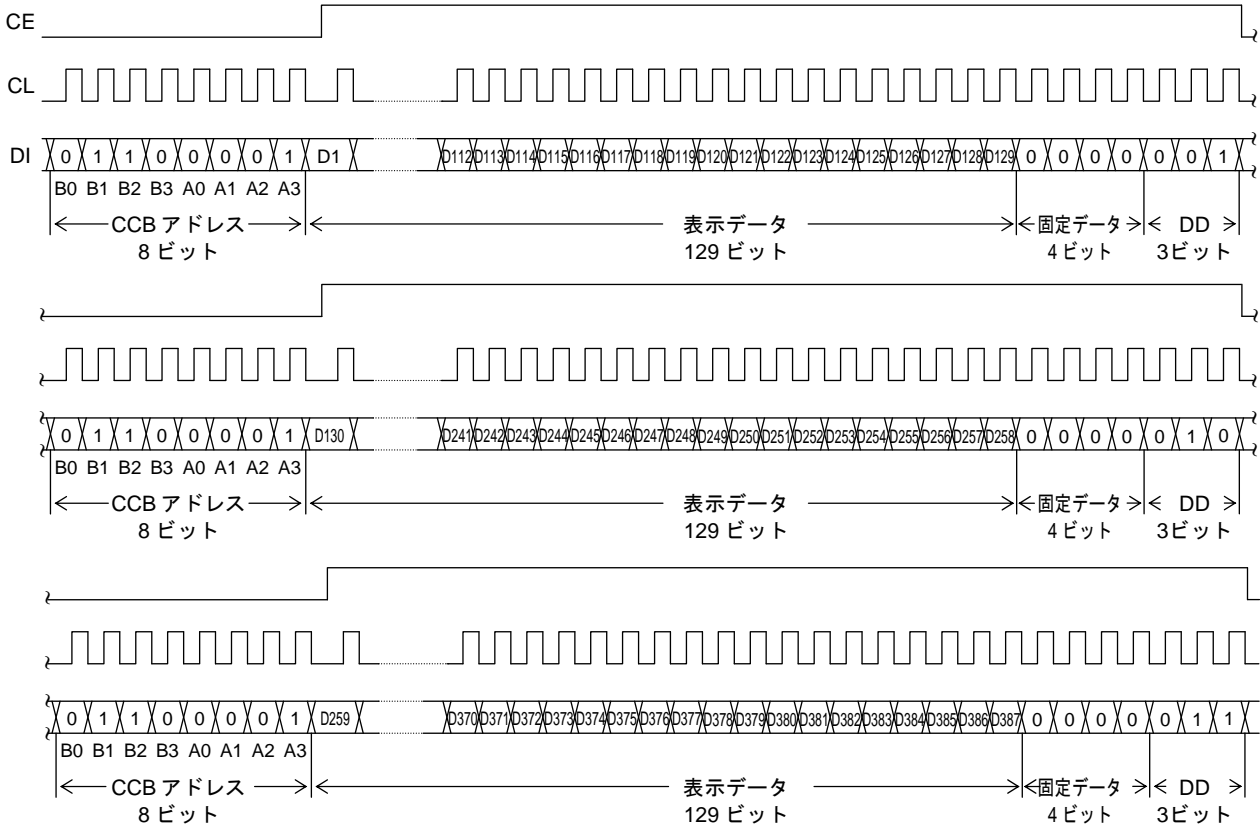 CE
CL
DI 0 1 1 0 0 0 0 1 D1 D112 D113 D114 D115 D116 D117 D118 D119 D120 D121 D122 D123 D124 D125 D126 D127 D128 D129 0 0 0 0 0 0 1
B0 B1 B2 B3 A0 A1 A2 A3
CCB アドレス 表示データ 固定データ DD
8 ビット 129 ビット 4 ビット 3ビット
0 1 1 0 0 0 0 1 D130 D241 D242 D243 D244 D245 D246 D247 D248 D249 D250 D251 D252 D253 D254 D255 D256 D257 D258 0 0 0 0 0 1 0
B0 B1 B2 B3 A0 A1 A2 A3
CCB アドレス 表示データ 固定データ DD
8 ビット 129 ビット 4 ビット 3ビット
0 1 1 0 0 0 0 1 D259 D370 D371 D372 D373 D374 D375 D376 D377 D378 D379 D380 D381 D382 D383 D384 D385 D386 D387 0 0 0 0 0 1 1
B0 B1 B2 B3 A0 A1 A2 A3
CCB アドレス 表示データ 固定データ DD
8 ビット 129 ビット 4 ビット 3ビット